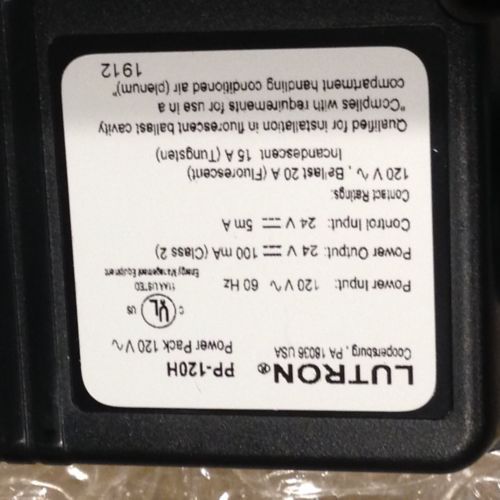 LUTRON® PP-120H
Coopersburg, PA 18036 USA Power Pack 120 V ∿
C UL US
11AK LISTED
Energy Management Equipment
Power Input: 120 V ∿ 60 Hz
Power Output: 24 V ⎓ 100 mA (Class 2)
Control Input: 24 V ⎓ 5m A
Contact Ratings:
120 V ∿, Ballast 20 A (Fluorescent)
Incandescent 15 A (Tungsten)
Qualified for installation in fluorescent ballast cavity
"Complies with requirements for use in a
compartment handling conditioned air (plenum)"
1912